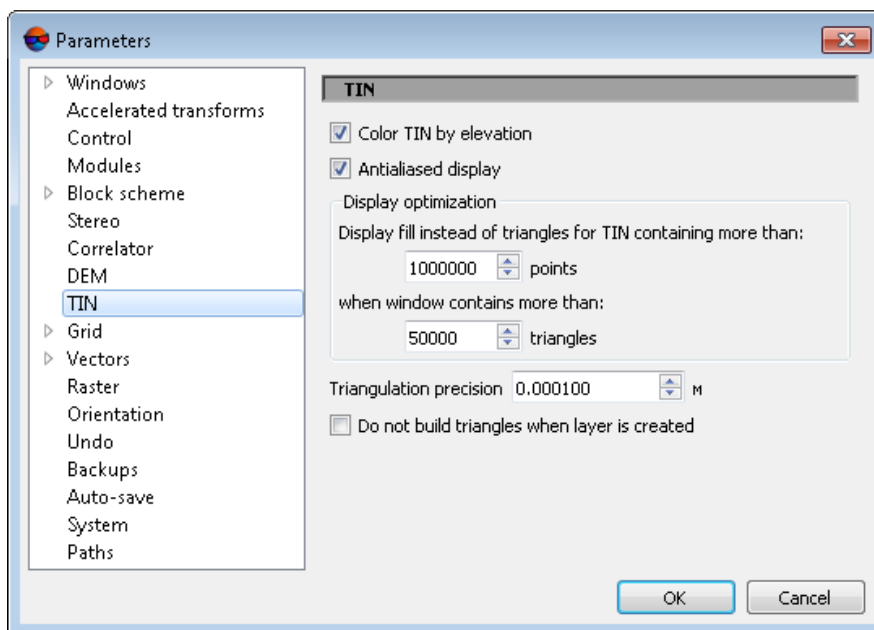 Parameters
Windows
Accelerated transforms
Control
Modules
Block scheme
Stereo
Correlator
DEM
TIN
Grid
Vectors
Raster
Orientation
Undo
Backups
Auto-save
System
Paths
TIN
Color TIN by elevation
Antialiased display
Display optimization
Display fill instead of triangles for TIN containing more than:
1000000 points
when window contains more than:
50000 triangles
Triangulation precision 0.000100 м
Do not build triangles when layer is created
OK Cancel